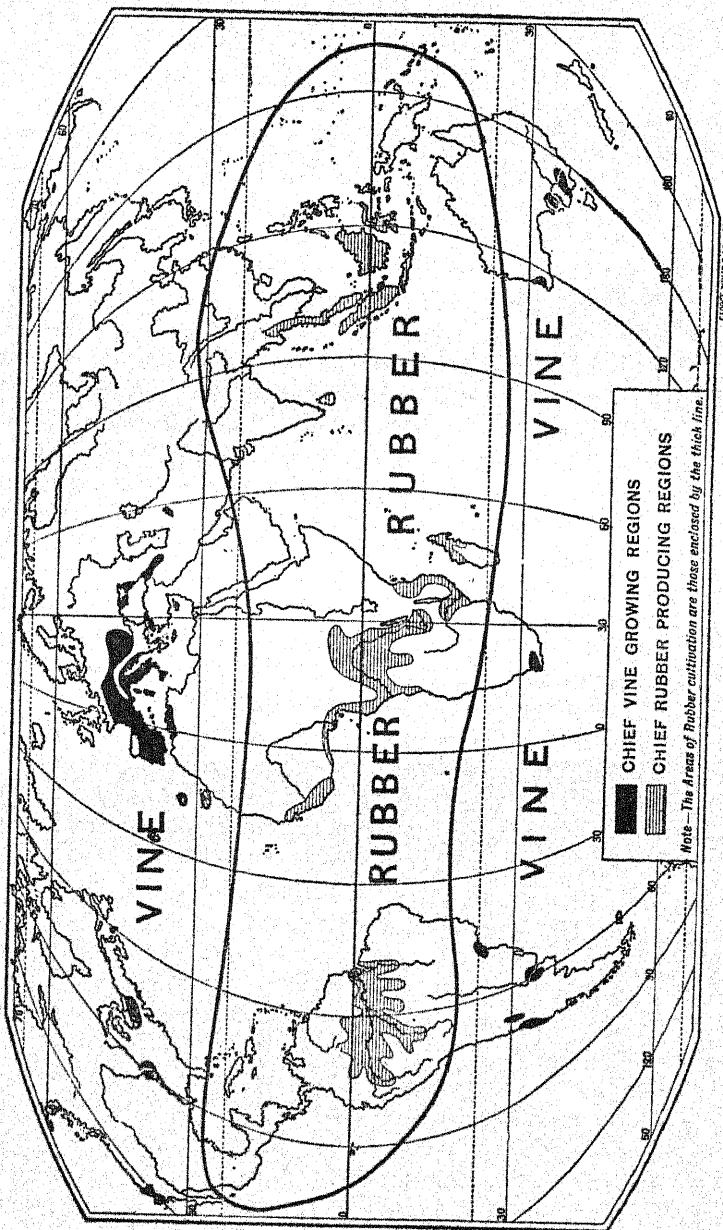 VINE
RUBBER RUBBER
VINE VINE
CHIEF VINE GROWING REGIONS
CHIEF RUBBER PRODUCING REGIONS
Note—The Areas of Rubber cultivation are those enclosed by the thick line.